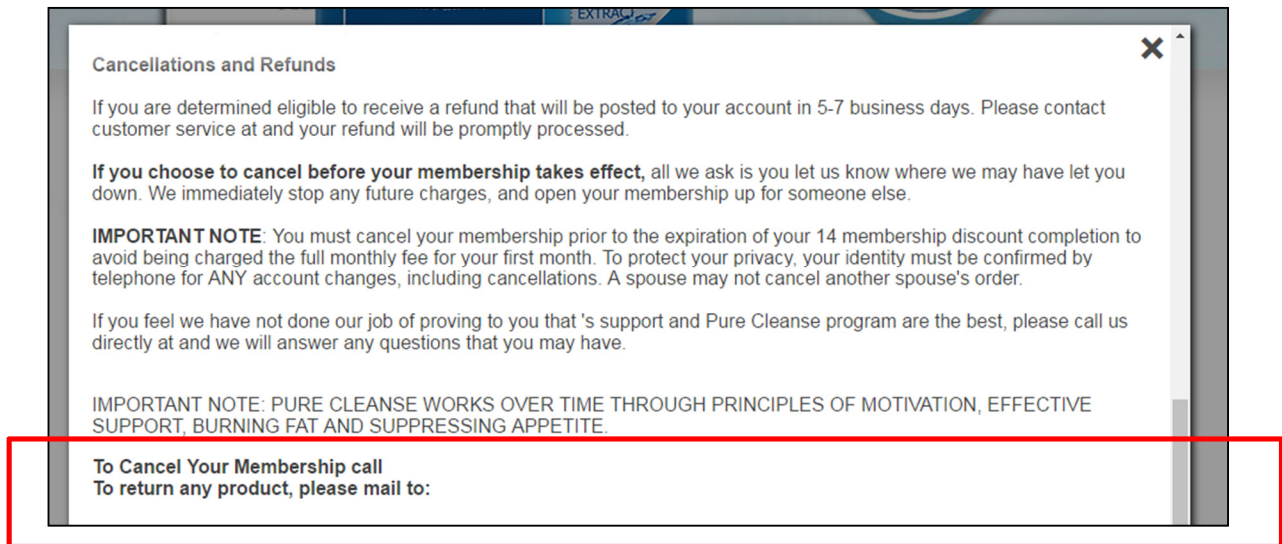 EXTRACT
Cancellations and Refunds
If you are determined eligible to receive a refund that will be posted to your account in 5-7 business days. Please contact
customer service at and your refund will be promptly processed.
If you choose to cancel before your membership takes effect, all we ask is you let us know where we may have let you
down. We immediately stop any future charges, and open your membership up for someone else.
IMPORTANT NOTE: You must cancel your membership prior to the expiration of your 14 membership discount completion to
avoid being charged the full monthly fee for your first month. To protect your privacy, your identity must be confirmed by
telephone for ANY account changes, including cancellations. A spouse may not cancel another spouse's order.
If you feel we have not done our job of proving to you that 's support and Pure Cleanse program are the best, please call us
directly at and we will answer any questions that you may have.
IMPORTANT NOTE: PURE CLEANSE WORKS OVER TIME THROUGH PRINCIPLES OF MOTIVATION, EFFECTIVE
SUPPORT, BURNING FAT AND SUPPRESSING APPETITE.
To Cancel Your Membership call
To return any product, please mail to: